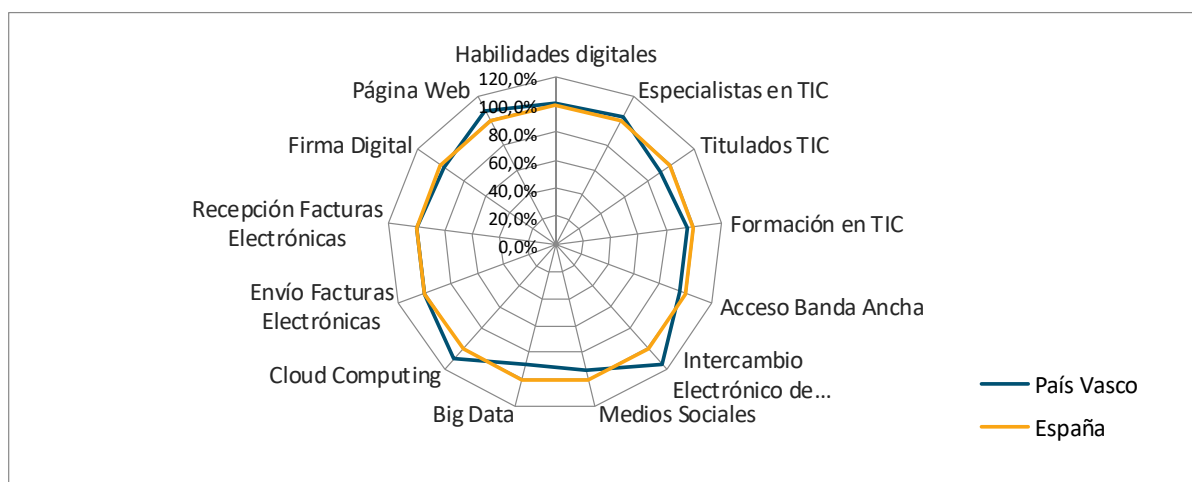 Habilidades digitales
120,0%
100,0%
80,0%
60,0%
40,0%
20,0%
0,0%
Especialistas en TIC
Titulados TIC
Formación en TIC
Acceso Banda Ancha
Intercambio
Electrónico de...
Medios Sociales
Big Data
Cloud Computing
Envío Facturas
Electrónicas
Recepción Facturas
Electrónicas
Firma Digital
Página Web
País Vasco
España